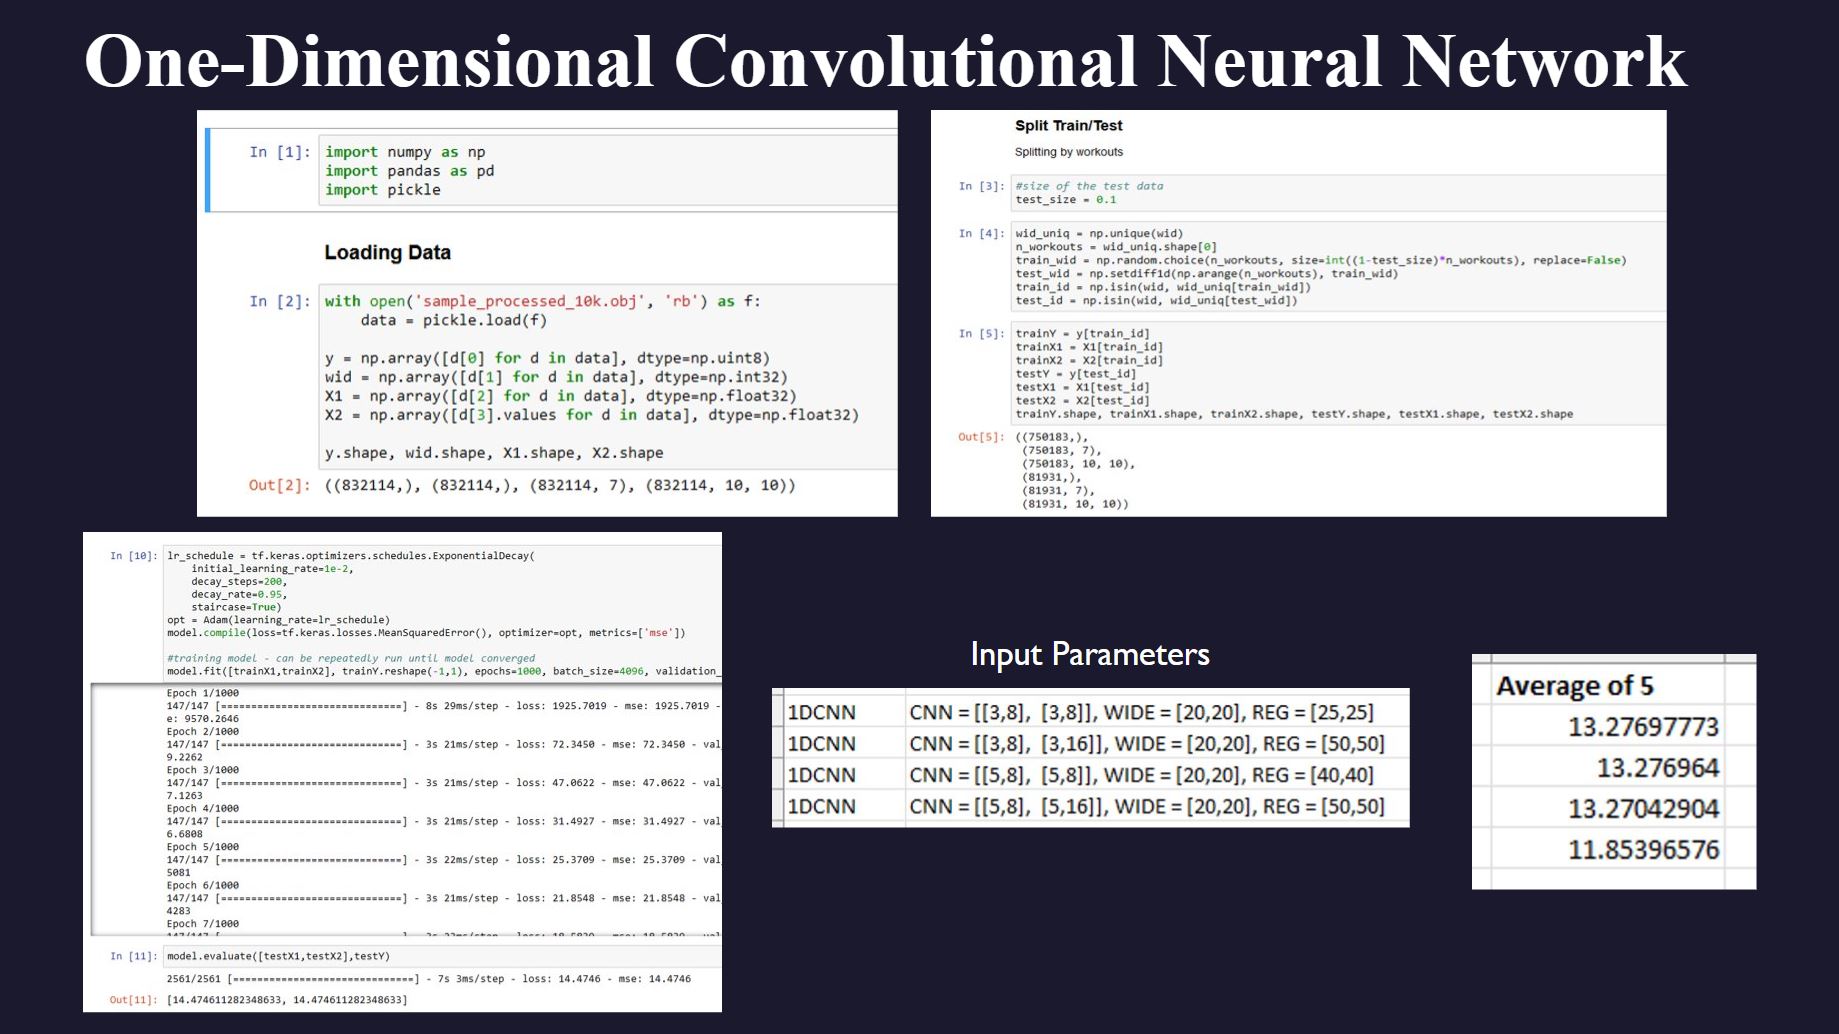 One-Dimensional Convolutional Neural Network
In [1]: import numpy as np
import pandas as pd
import pickle
Loading Data
In [2]: with open('sample_processed_10k.obj', 'rb') as f:
data = pickle.load(f)
y = np.array([d[0] for d in data], dtype=np.uint8)
wid = np.array([d[1] for d in data], dtype=np.int32)
X1 = np.array([d[2] for d in data], dtype=np.float32)
X2 = np.array([d[3].values for d in data], dtype=np.float32)
y.shape, wid.shape, X1.shape, X2.shape
Out[2]: ((832114,), (832114,), (832114, 7), (832114, 10, 10))
Split Train/Test
Splitting by workouts
In [3]: #size of the test data
test_size = 0.1
In [4]: wid_uniq = np.unique(wid)
n_workouts = wid_uniq.shape[0]
train_wid = np.random.choice(n_workouts, size=int((1-test_size)*n_workouts), replace=False)
test_wid = np.setdiff1d(np.arange(n_workouts), train_wid)
train_id = np.isin(wid, wid_uniq[train_wid])
test_id = np.isin(wid, wid_uniq[test_wid])
In [5]: trainY = y[train_id]
trainX1 = X1[train_id]
trainX2 = X2[train_id]
testY = y[test_id]
testX1 = X1[test_id]
testX2 = X2[test_id]
trainY.shape, trainX1.shape, trainX2.shape, testY.shape, testX1.shape, testX2.shape
Out[5]: ((750183,),
(750183, 7),
(750183, 10, 10),
(81931,),
(81931, 7),
(81931, 10, 10))
In [10]: lr_schedule = tf.keras.optimizers.schedules.ExponentialDecay(
initial_learning_rate=1e-2,
decay_steps=200,
decay_rate=0.95,
staircase=True)
opt = Adam(learning_rate=lr_schedule)
model.compile(loss=tf.keras.losses.MeanSquaredError(), optimizer=opt, metrics=['mse'])
#training model - can be repeatedly run until model converged
model.fit([trainX1,trainX2], trainY.reshape(-1,1), epochs=1000, batch_size=4096, validation_
Epoch 1/1000
147/147 [==============================] - 8s 29ms/step - loss: 1925.7019 - mse: 1925.7019 -
e: 9570.2646
Epoch 2/1000
147/147 [==============================] - 3s 21ms/step - loss: 72.3450 - mse: 72.3450 - val
9.2262
Epoch 3/1000
147/147 [==============================] - 3s 21ms/step - loss: 47.0622 - mse: 47.0622 - val
7.1263
Epoch 4/1000
147/147 [==============================] - 3s 21ms/step - loss: 31.4927 - mse: 31.4927 - val
6.6808
Epoch 5/1000
147/147 [==============================] - 3s 22ms/step - loss: 25.3709 - mse: 25.3709 - val
5081
Epoch 6/1000
147/147 [==============================] - 3s 21ms/step - loss: 21.8548 - mse: 21.8548 - val
4283
Epoch 7/1000
In [11]: model.evaluate([testX1,testX2],testY)
2561/2561 [==============================] - 7s 3ms/step - loss: 14.4746 - mse: 14.4746
Out[11]: [14.474611282348633, 14.474611282348633]
Input Parameters
1DCNN CNN = [[3,8], [3,8]], WIDE = [20,20], REG = [25,25]
1DCNN CNN = [[3,8], [3,16]], WIDE = [20,20], REG = [50,50]
1DCNN CNN = [[5,8], [5,8]], WIDE = [20,20], REG = [40,40]
1DCNN CNN = [[5,8], [5,16]], WIDE = [20,20], REG = [50,50]
Average of 5
13.27697773
13.276964
13.27042904
11.85396576